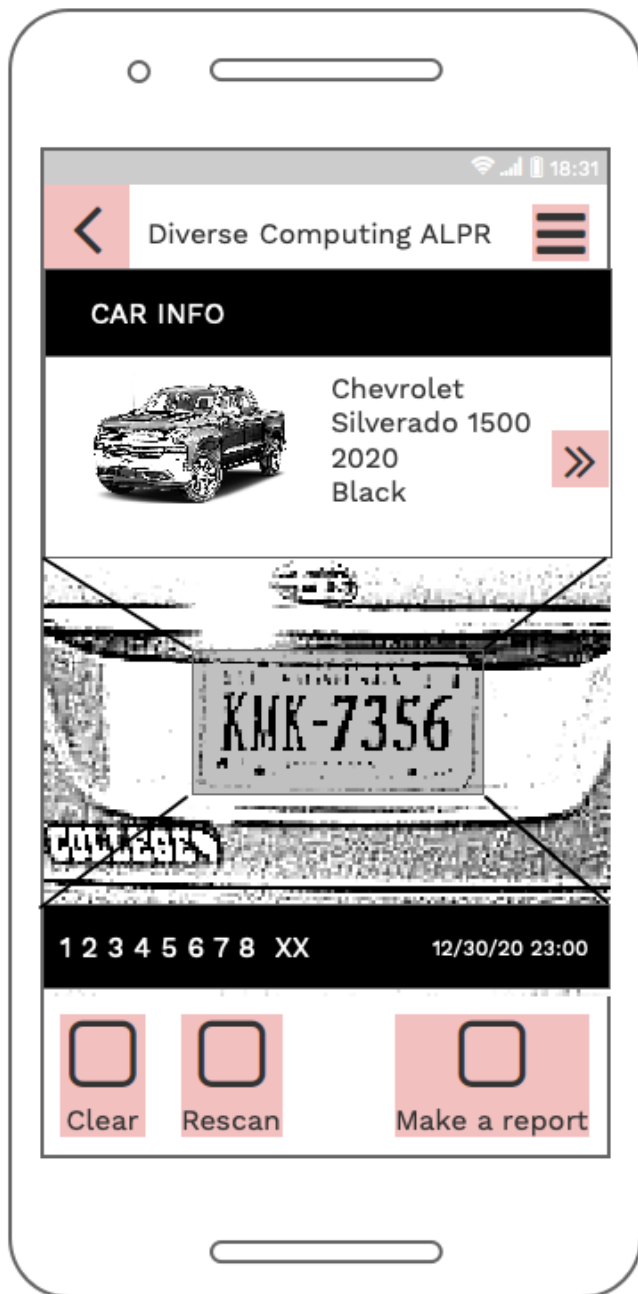 18:31
Diverse Computing ALPR
CAR INFO
Chevrolet
Silverado 1500
2020
Black
KMK-7356
COLLEGE
1 2 3 4 5 6 7 8 XX
12/30/20 23:00
Clear
Rescan
Make a report